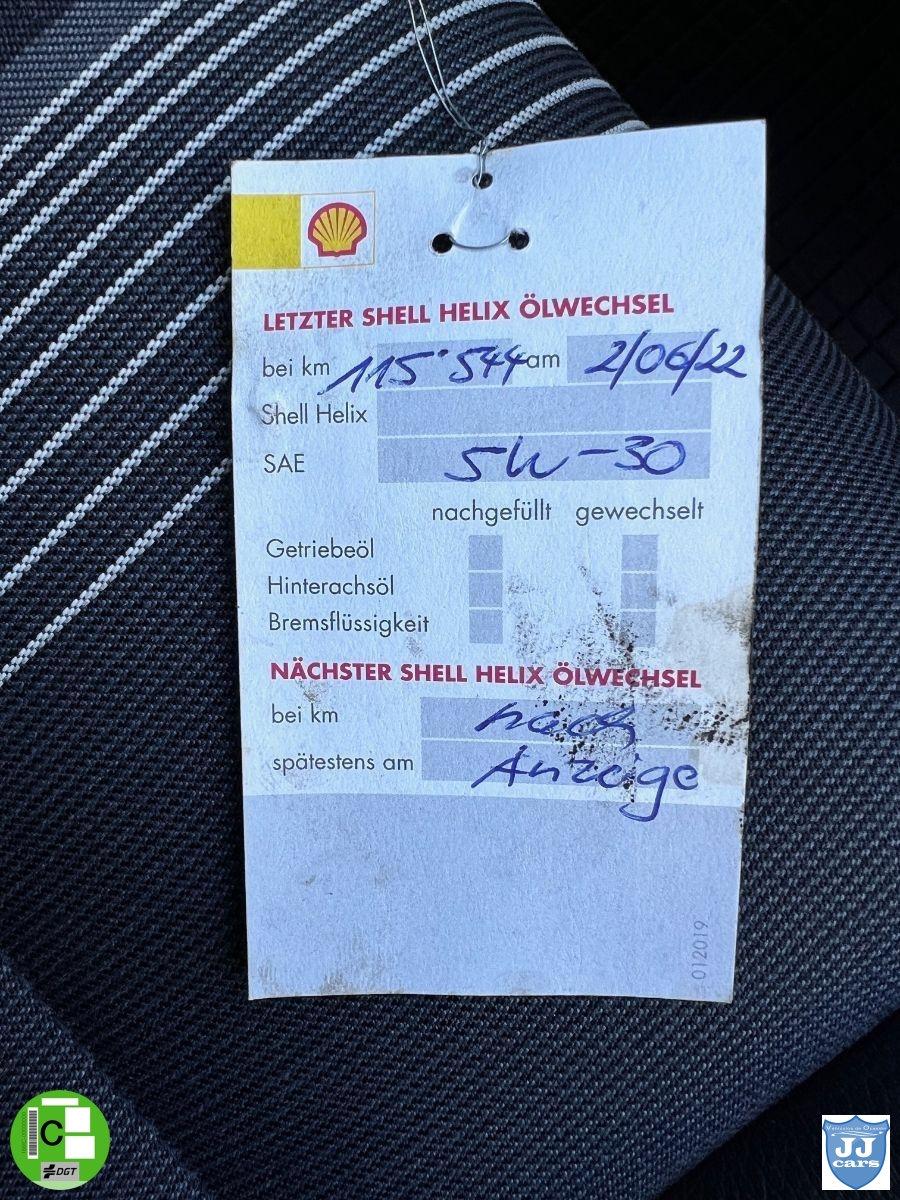 LETZTER SHELL HELIX ÖLWECHSEL
bei km 115'544 am 2/06/22
Shell Helix
SAE 5W-30
nachgefüllt gewechselt
Getriebeöl
Hinterachsöl
Bremsflüssigkeit
NÄCHSTER SHELL HELIX ÖLWECHSEL
bei km nach
spätestens am Anzeige
012019
C
DGT
JJ
cars